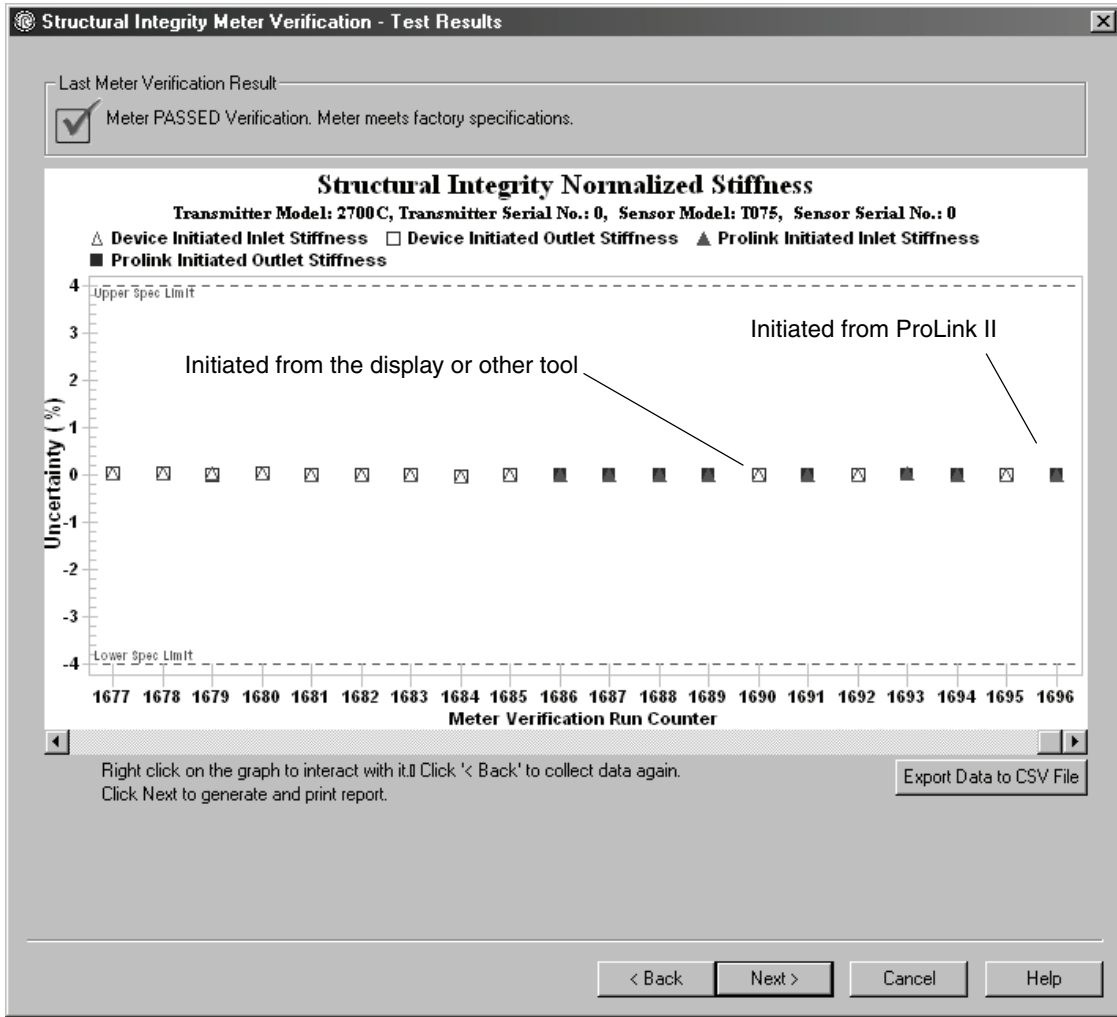 Structural Integrity Meter Verification - Test Results
Last Meter Verification Result
Meter PASSED Verification. Meter meets factory specifications.
Structural Integrity Normalized Stiffness
Transmitter Model: 2700C, Transmitter Serial No.: 0, Sensor Model: T075, Sensor Serial No.: 0
Device Initiated Inlet Stiffness Device Initiated Outlet Stiffness Prolink Initiated Inlet Stiffness
Prolink Initiated Outlet Stiffness
4
Upper Spec Limit
3
Initiated from ProLink II
Initiated from the display or other tool
2
1
0
-1
-2
-3
-4
Lower Spec Limit
Uncertainty (%)
1677 1678 1679 1680 1681 1682 1683 1684 1685 1686 1687 1688 1689 1690 1691 1692 1693 1694 1695 1696
Meter Verification Run Counter
Right click on the graph to interact with it. Click '< Back' to collect data again.
Click Next to generate and print report.
Export Data to CSV File
< Back Next > Cancel Help